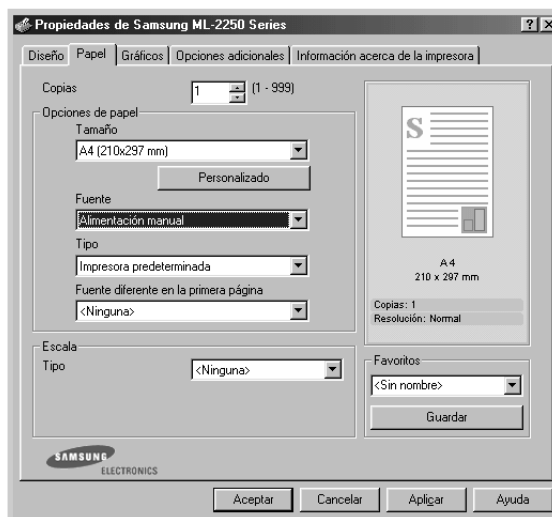 Propiedades de Samsung ML-2250 Series
Diseño Papel Gráficos Opciones adicionales Información acerca de la impresora
Copias 1 (1 - 999)
Opciones de papel
Tamaño
A4 (210x297 mm)
Personalizado
Fuente
Alimentación manual
Tipo
Impresora predeterminada
Fuente diferente en la primera página
<Ninguna>
Escala
Tipo <Ninguna>
S
A4
210 x 297 mm
Copias: 1
Resolución: Normal
Favoritos
<Sin nombre>
Guardar
SAMSUNG
ELECTRONICS
Aceptar Cancelar Aplicar Ayuda